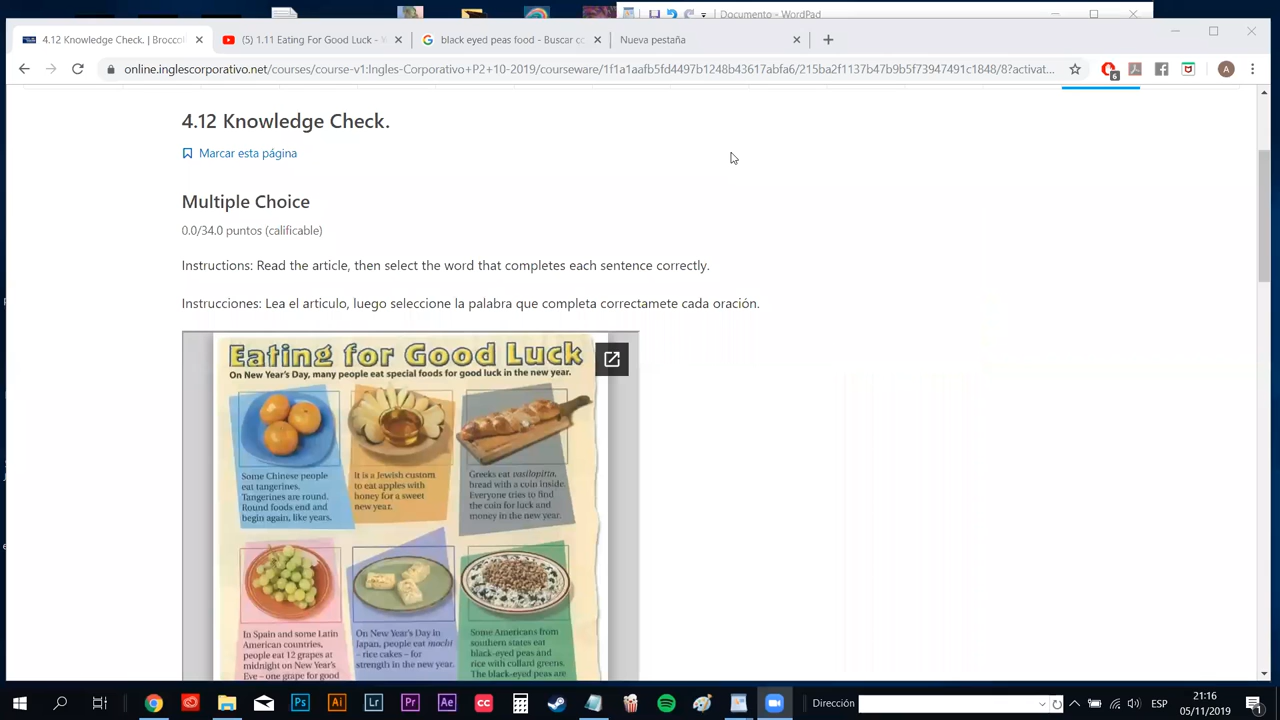 Documento - WordPad
4.12 Knowledge Check. | Broccoli
(5) 1.11 Eating For Good Luck -
black eyed peas food - Buscar co
Nueva pestaña
online.inglescorporativo.net/courses/course-v1:Ingles-Corporativo+P2+10-2019/courseware/1f1a1aafb5fd4497b1248b43617abfa6/215ba2f1137b47b9b5f73947491c1848/8?activat...
6
A
4.12 Knowledge Check.
Marcar esta página
Multiple Choice
0.0/34.0 puntos (calificable)
Instructions: Read the article, then select the word that completes each sentence correctly.
Instrucciones: Lea el articulo, luego seleccione la palabra que completa correctamete cada oración.
Eating for Good Luck
On New Year's Day, many people eat special foods for good luck in the new year.
Some Chinese people
eat tangerines.
Tangerines are round.
Round foods end and
begin again, like years.
It is a Jewish custom
to eat apples with
honey for a sweet
new year.
Greeks eat vasilopitta,
bread with a coin inside.
Everyone tries to find
the coin for luck and
money in the new year.
In Spain and some Latin
American countries,
people eat 12 grapes at
midnight on New Year's
Eve – one grape for good
On New Year's Day in
Japan, people eat mochi
– rice cakes – for
strength in the new year.
Some Americans from
southern states eat
black-eyed peas and
rice with collard greens.
The black-eyed peas are
Ps
Ai
Lr
Pr
Ae
Dirección
ESP
21:16
05/11/2019
1